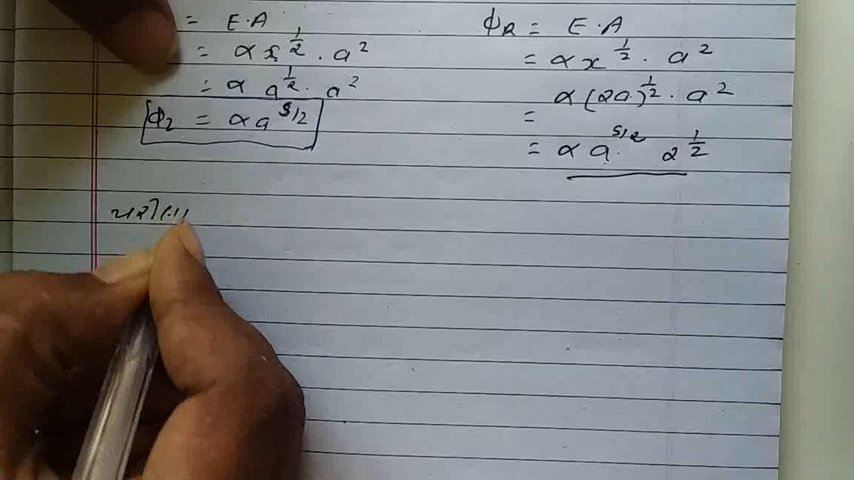 = E.A
= αx^1/2 . a²
= α a^1/2 . a²
Φ₂ = αa^5/2
Φ_R = E.A
= αx^1/2 . a²
α(2a)^1/2 . a²
=
= α a^5/2 2^1/2